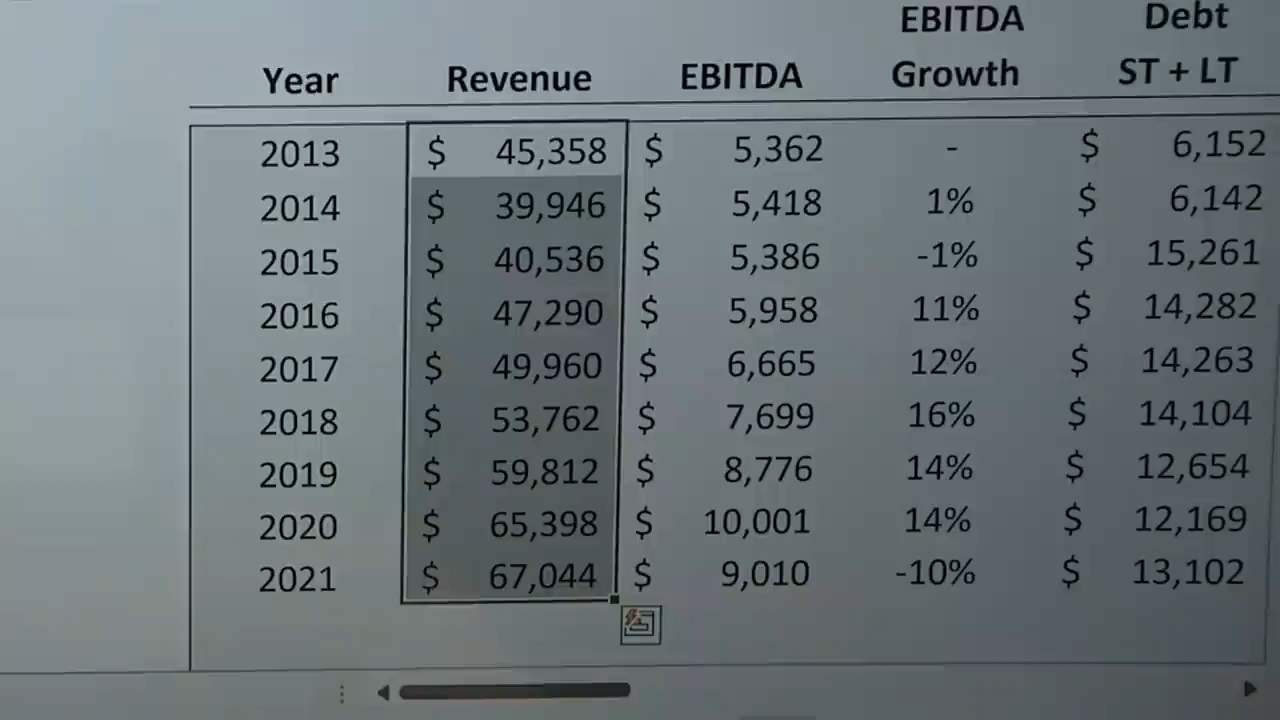 EBITDA Debt
Year Revenue EBITDA Growth ST + LT
2013 $ 45,358 $ 5,362 - $ 6,152
2014 $ 39,946 $ 5,418 1% $ 6,142
2015 $ 40,536 $ 5,386 -1% $ 15,261
2016 $ 47,290 $ 5,958 11% $ 14,282
2017 $ 49,960 $ 6,665 12% $ 14,263
2018 $ 53,762 $ 7,699 16% $ 14,104
2019 $ 59,812 $ 8,776 14% $ 12,654
2020 $ 65,398 $ 10,001 14% $ 12,169
2021 $ 67,044 $ 9,010 -10% $ 13,102